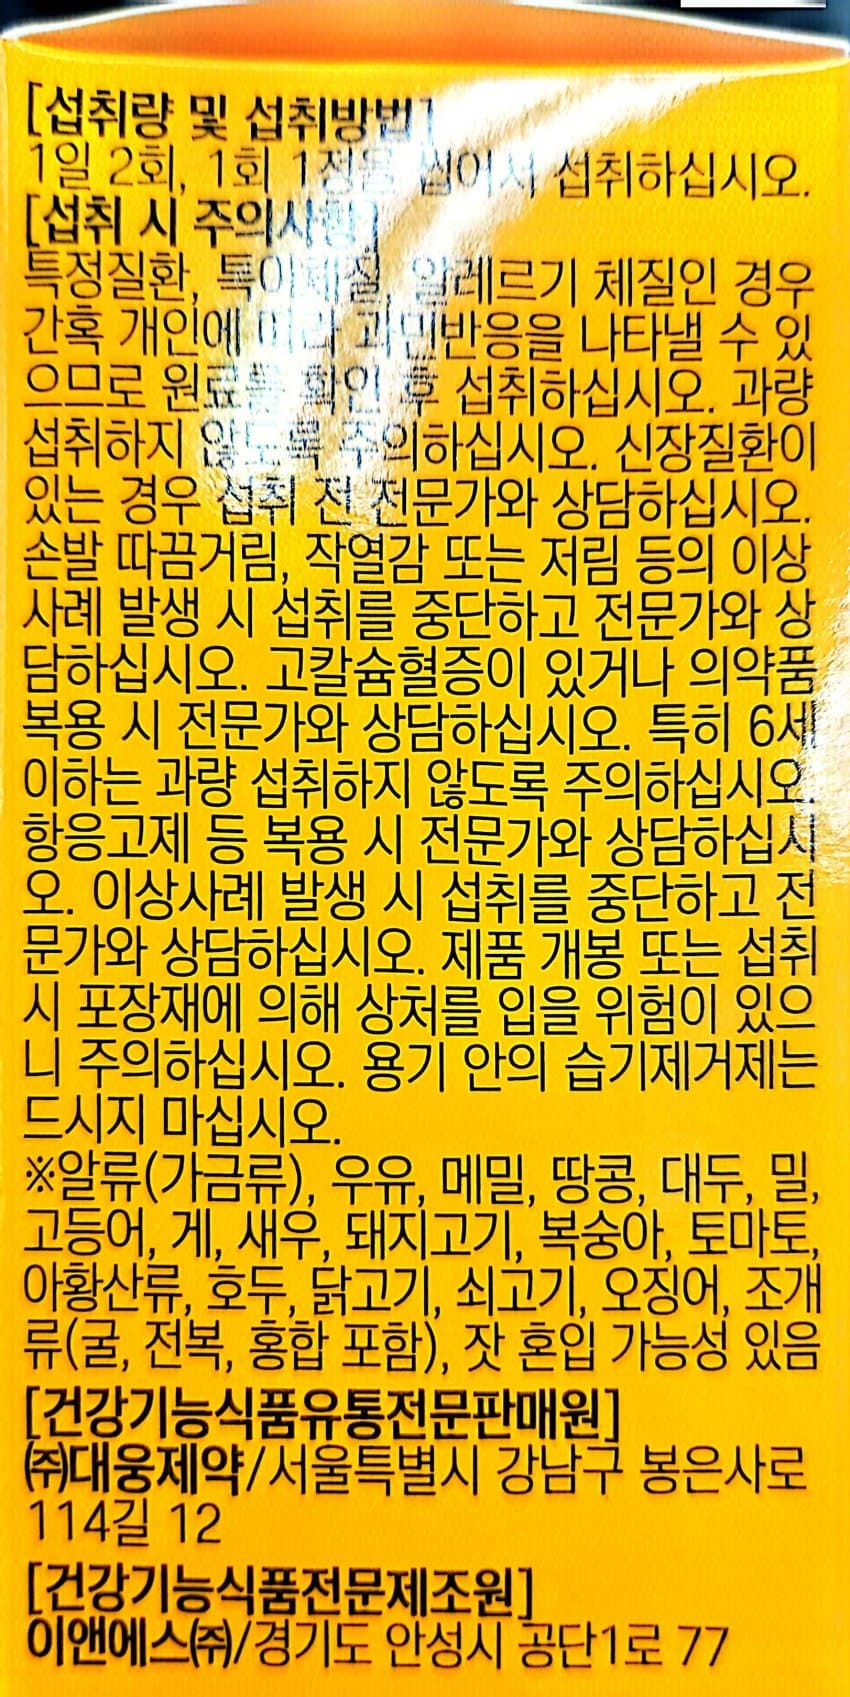 [섭취량 및 섭취방법]
1일 2회, 1회 1정을 씹어서 섭취하십시오.
[섭취 시 주의사항]
특정질환, 특이체질, 알레르기 체질인 경우
간혹 개인에 따라 과민반응을 나타낼 수 있
으므로 원료를 확인 후 섭취하십시오. 과량
섭취하지 않도록 주의하십시오. 신장질환이
있는 경우 섭취 전 전문가와 상담하십시오.
손발 따끔거림, 작열감 또는 저림 등의 이상
사례 발생 시 섭취를 중단하고 전문가와 상
담하십시오. 고칼슘혈증이 있거나 의약품
복용 시 전문가와 상담하십시오. 특히 6세
이하는 과량 섭취하지 않도록 주의하십시오.
항응고제 등 복용 시 전문가와 상담하십시
오. 이상사례 발생 시 섭취를 중단하고 전
문가와 상담하십시오. 제품 개봉 또는 섭취
시 포장재에 의해 상처를 입을 위험이 있으
니 주의하십시오. 용기 안의 습기제거제는
드시지 마십시오.
※알류(가금류), 우유, 메밀, 땅콩, 대두, 밀,
고등어, 게, 새우, 돼지고기, 복숭아, 토마토,
아황산류, 호두, 닭고기, 쇠고기, 오징어, 조개
류(굴, 전복, 홍합 포함), 잣 혼입 가능성 있음
[건강기능식품유통전문판매원]
㈜대웅제약/서울특별시 강남구 봉은사로
114길 12
[건강기능식품전문제조원]
이앤에스㈜/경기도 안성시 공단1로 77